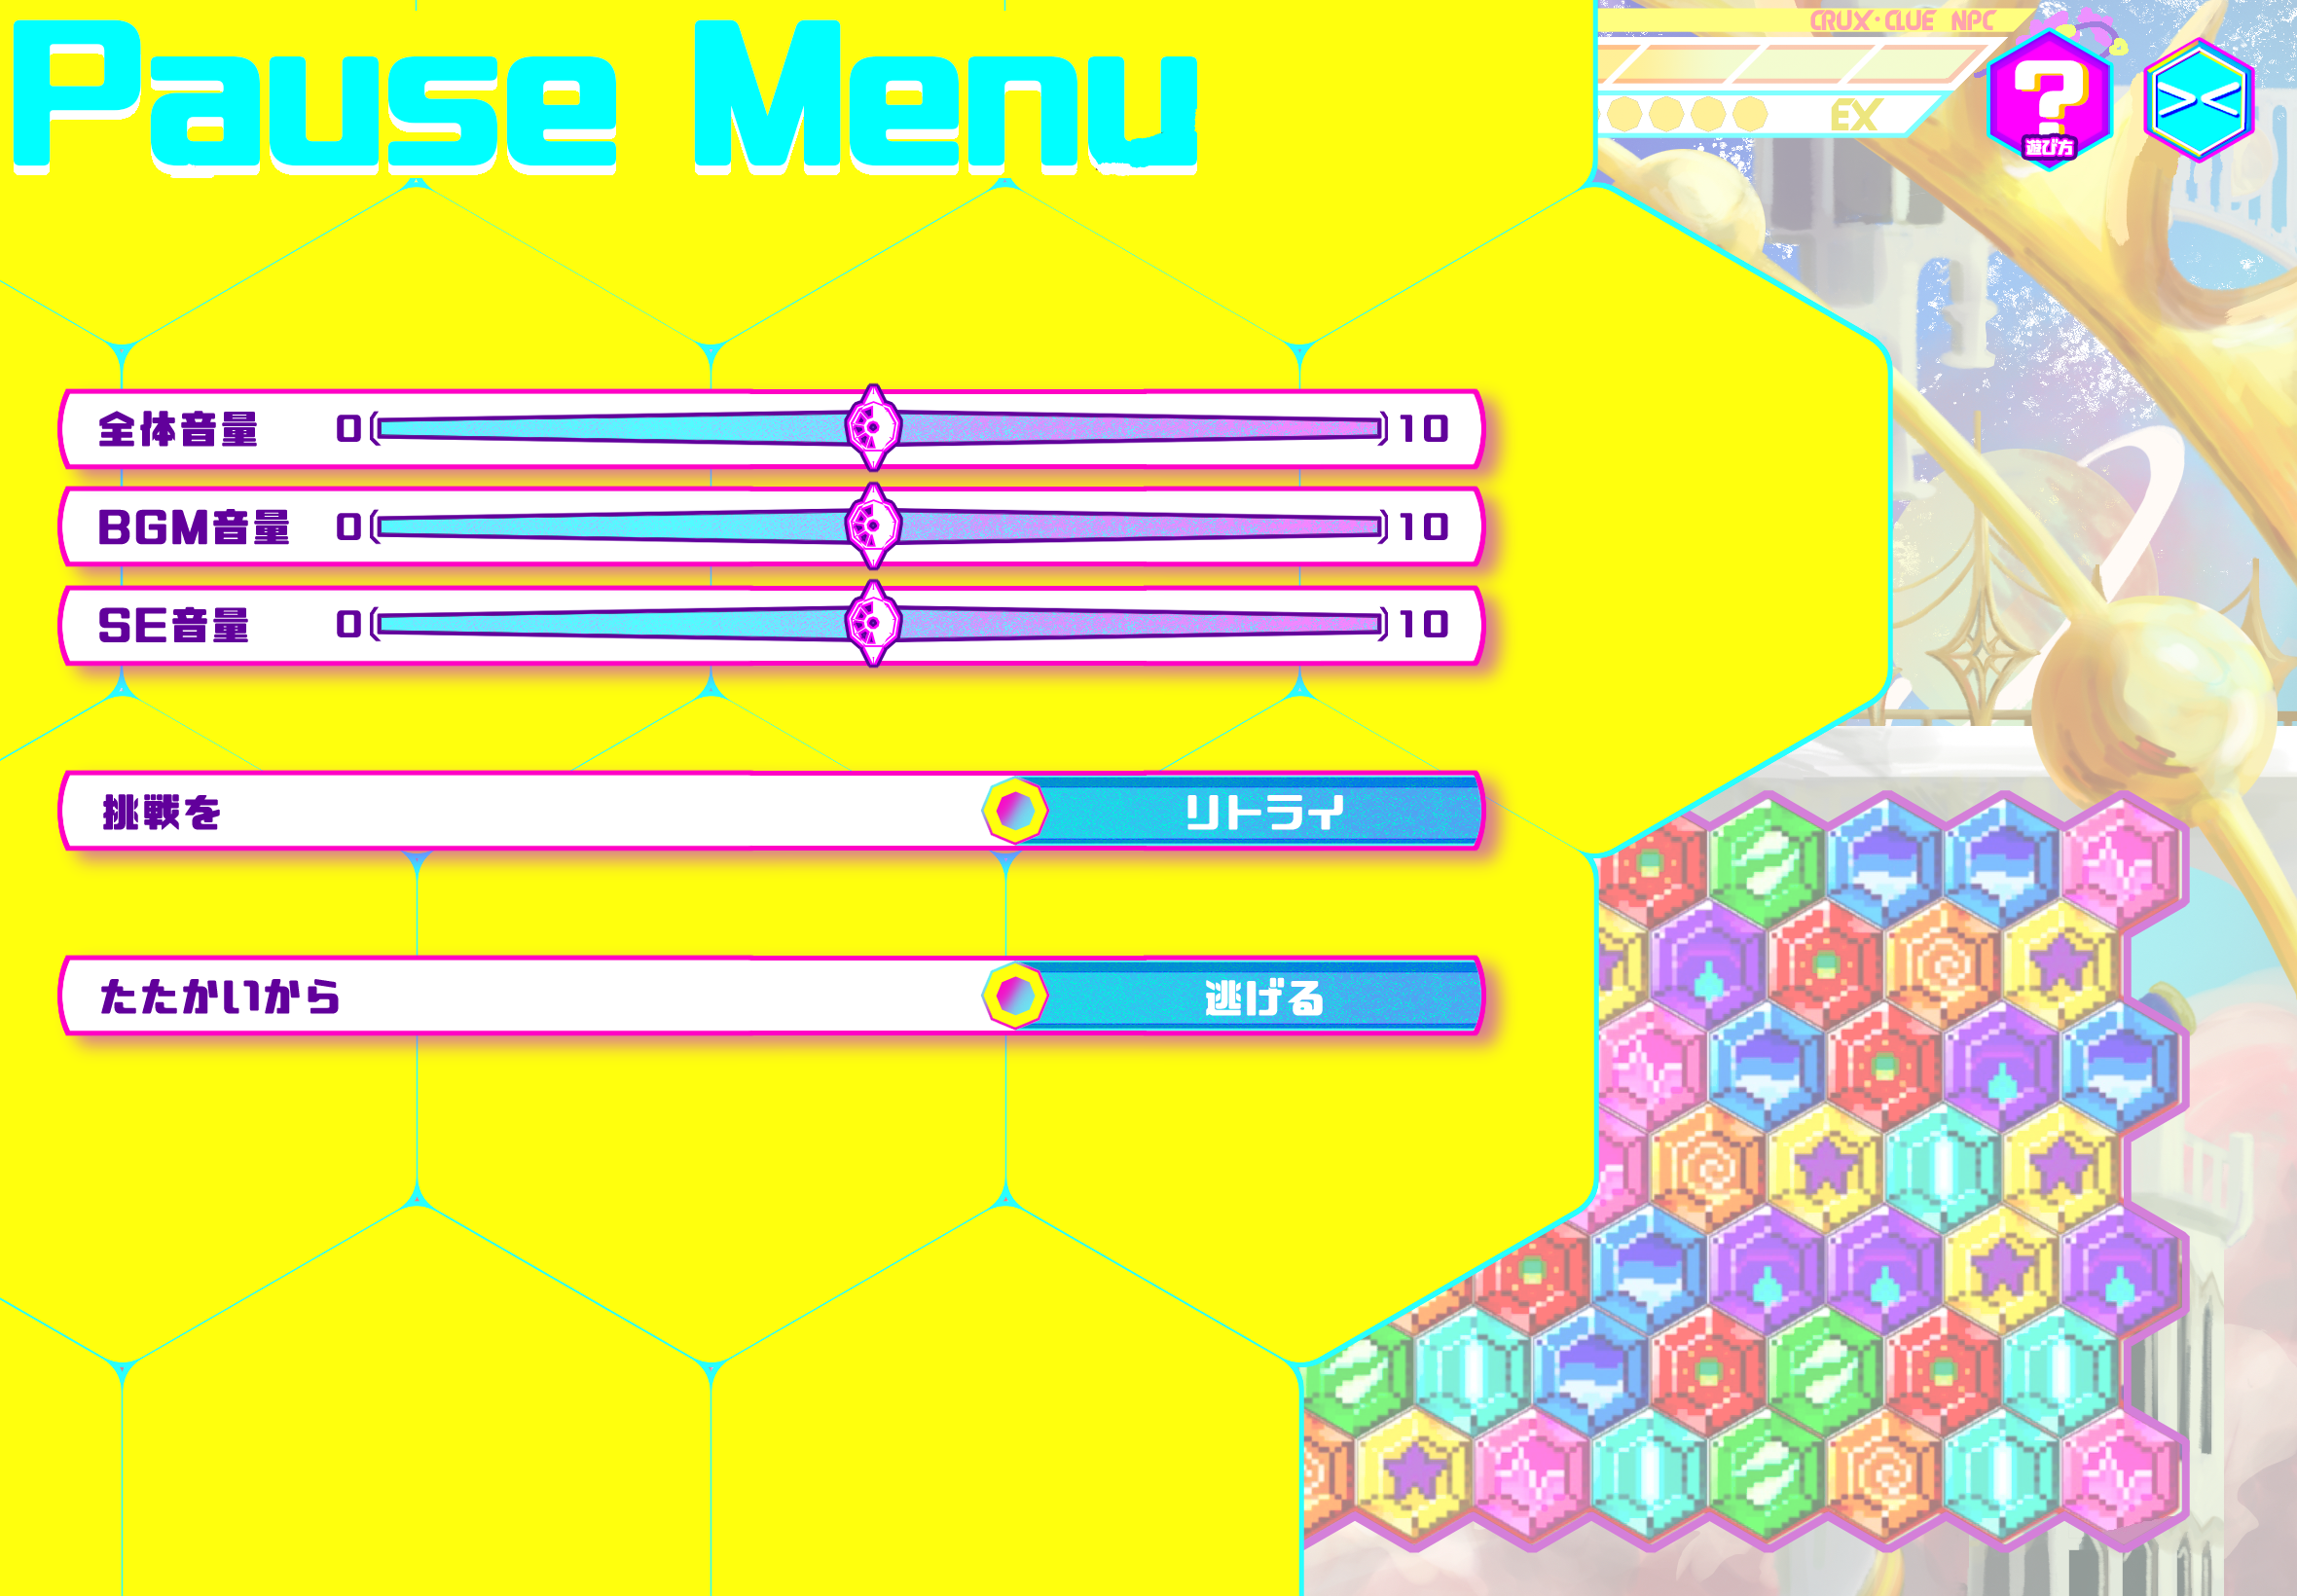 Pause Menu
CRUX・CLUE NPC
EX
?
遊び方
><
全体音量 0 10
BGM音量 0 10
SE音量 0 10
挑戦を リトライ
たたかいから 逃げる